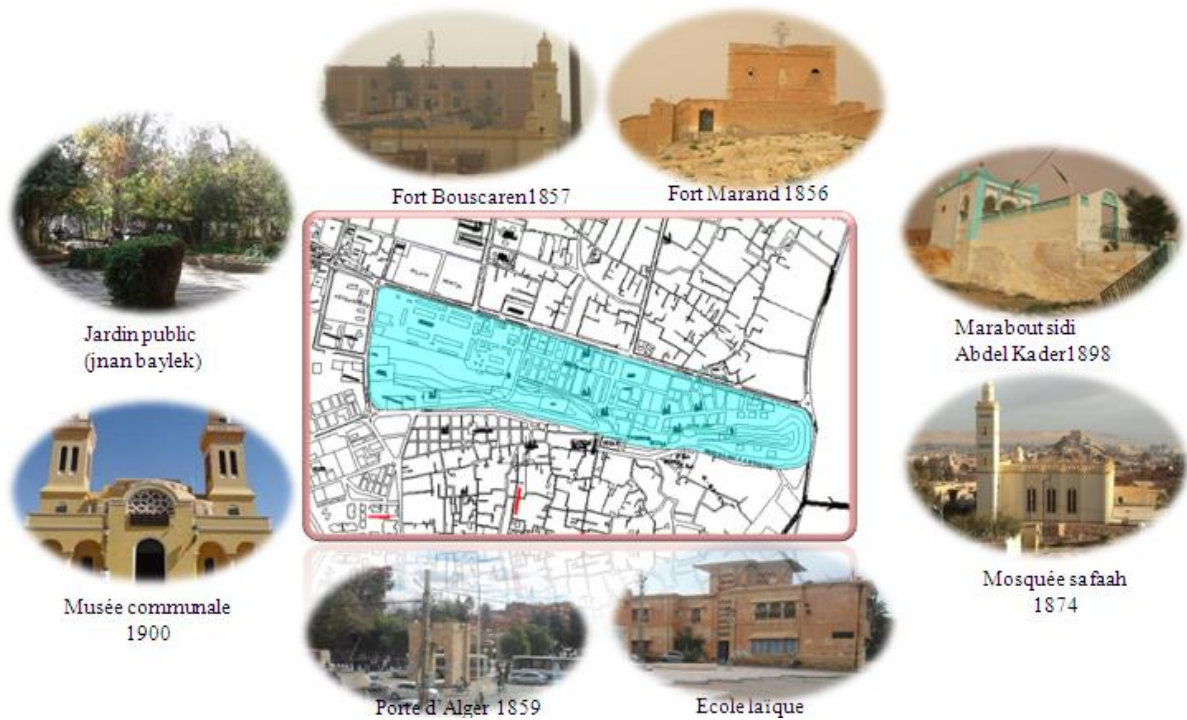 Fort Bouscaren1857
Fort Marand 1856
Jardin public
(jnan baylek)
Marabout sidi
Abdel Kader1898
Musée communale
1900
Mosquée safaah
1874
Porte d'Alger 1859
Ecole laïque